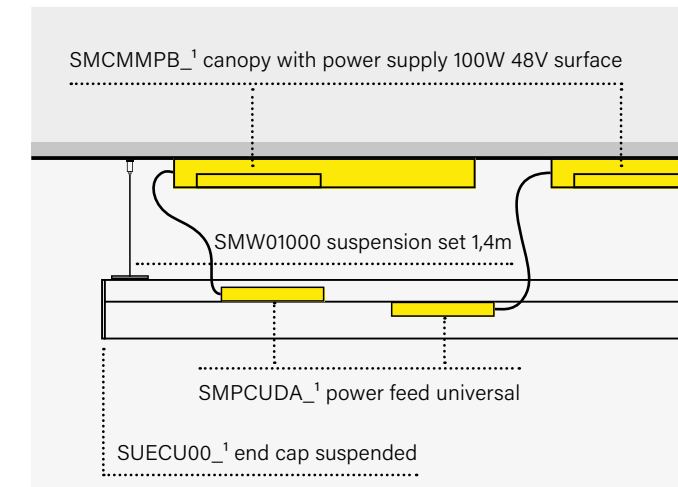 SMCMMPB_¹ canopy with power supply 100W 48V surface
SMW01000 suspension set 1,4m
SMPCUDA_¹ power feed universal
SUECU00_¹ end cap suspended